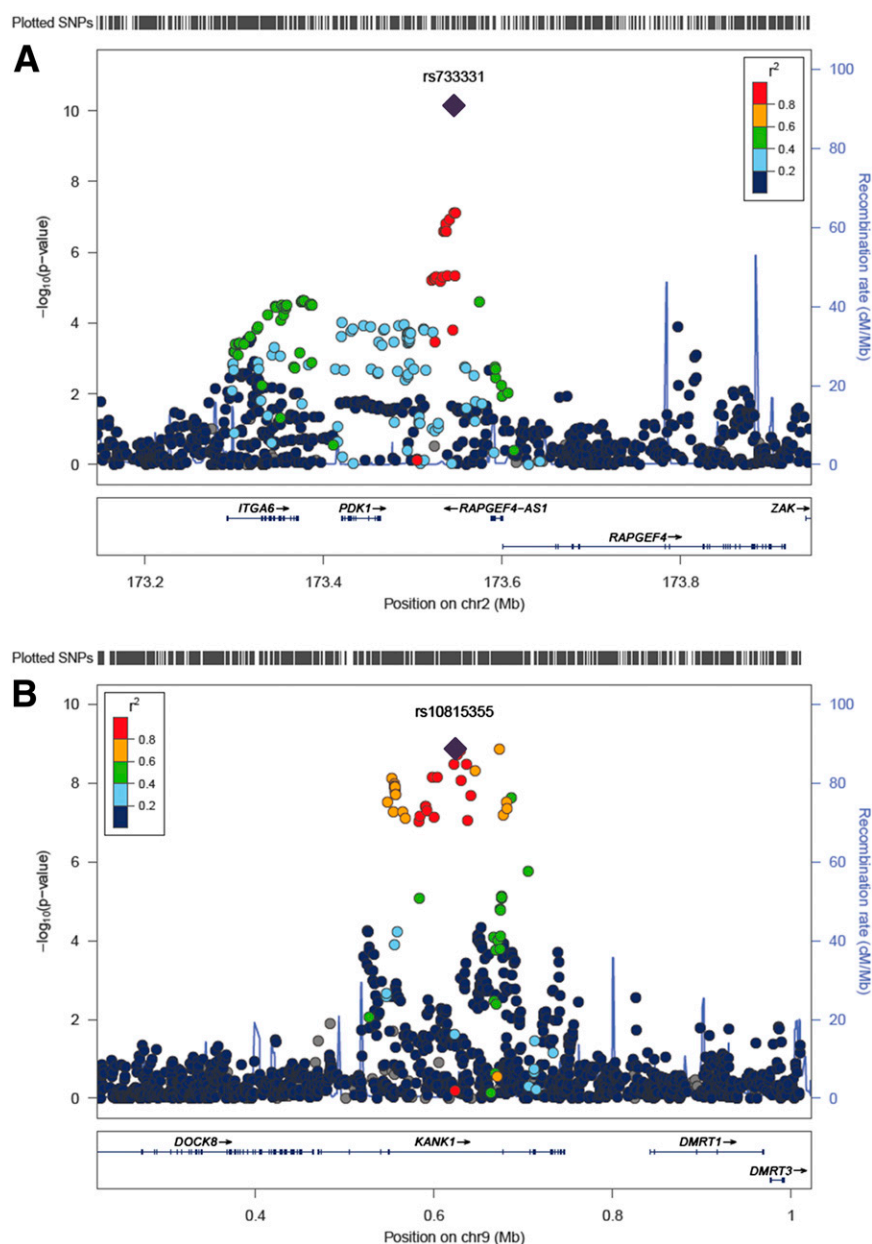 Plotted SNPs
A
rs733331
r2
0.8
0.6
0.4
0.2
10
8
6
4
2
0
−log10(p−value)
100
80
60
40
20
0
Recombination rate (cM/Mb)
ITGA6→
PDK1→
←RAPGEF4−AS1
ZAK→
RAPGEF4→
173.2
173.4
173.6
173.8
Position on chr2 (Mb)
Plotted SNPs
B
rs10815355
r2
0.8
0.6
0.4
0.2
10
8
6
4
2
0
−log10(p−value)
100
80
60
40
20
0
Recombination rate (cM/Mb)
DOCK8→
KANK1→
DMRT1→
DMRT3→
0.4
0.6
0.8
1
Position on chr9 (Mb)